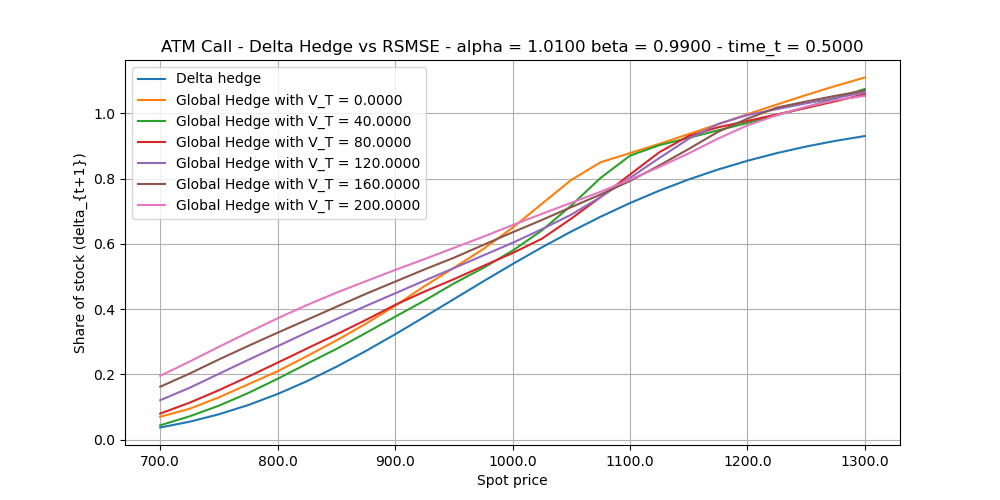 ATM Call - Delta Hedge vs RSMSE - alpha = 1.0100 beta = 0.9900 - time_t = 0.5000
Delta hedge
Global Hedge with V_T = 0.0000
Global Hedge with V_T = 40.0000
Global Hedge with V_T = 80.0000
Global Hedge with V_T = 120.0000
Global Hedge with V_T = 160.0000
Global Hedge with V_T = 200.0000
Share of stock (delta_{t+1})
1.0
0.8
0.6
0.4
0.2
0.0
700.0 800.0 900.0 1000.0 1100.0 1200.0 1300.0
Spot price